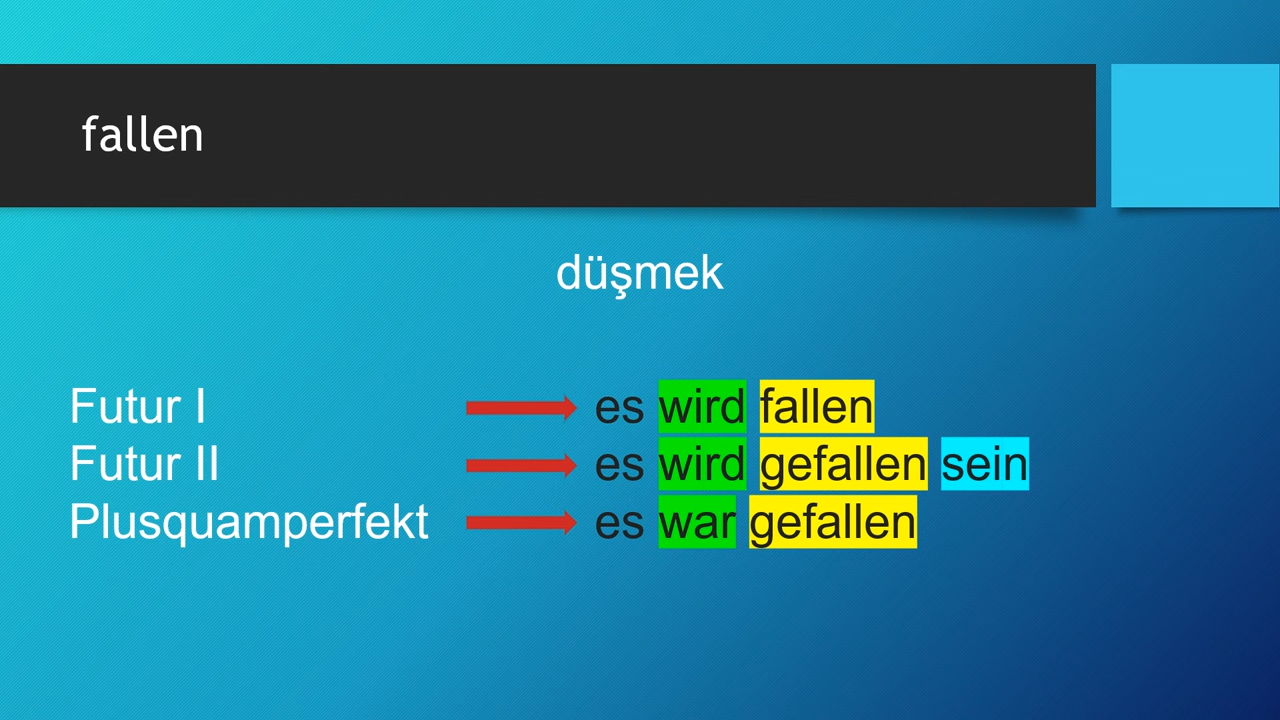 fallen
düşmek
Futur I es wird fallen
Futur II es wird gefallen sein
Plusquamperfekt es war gefallen